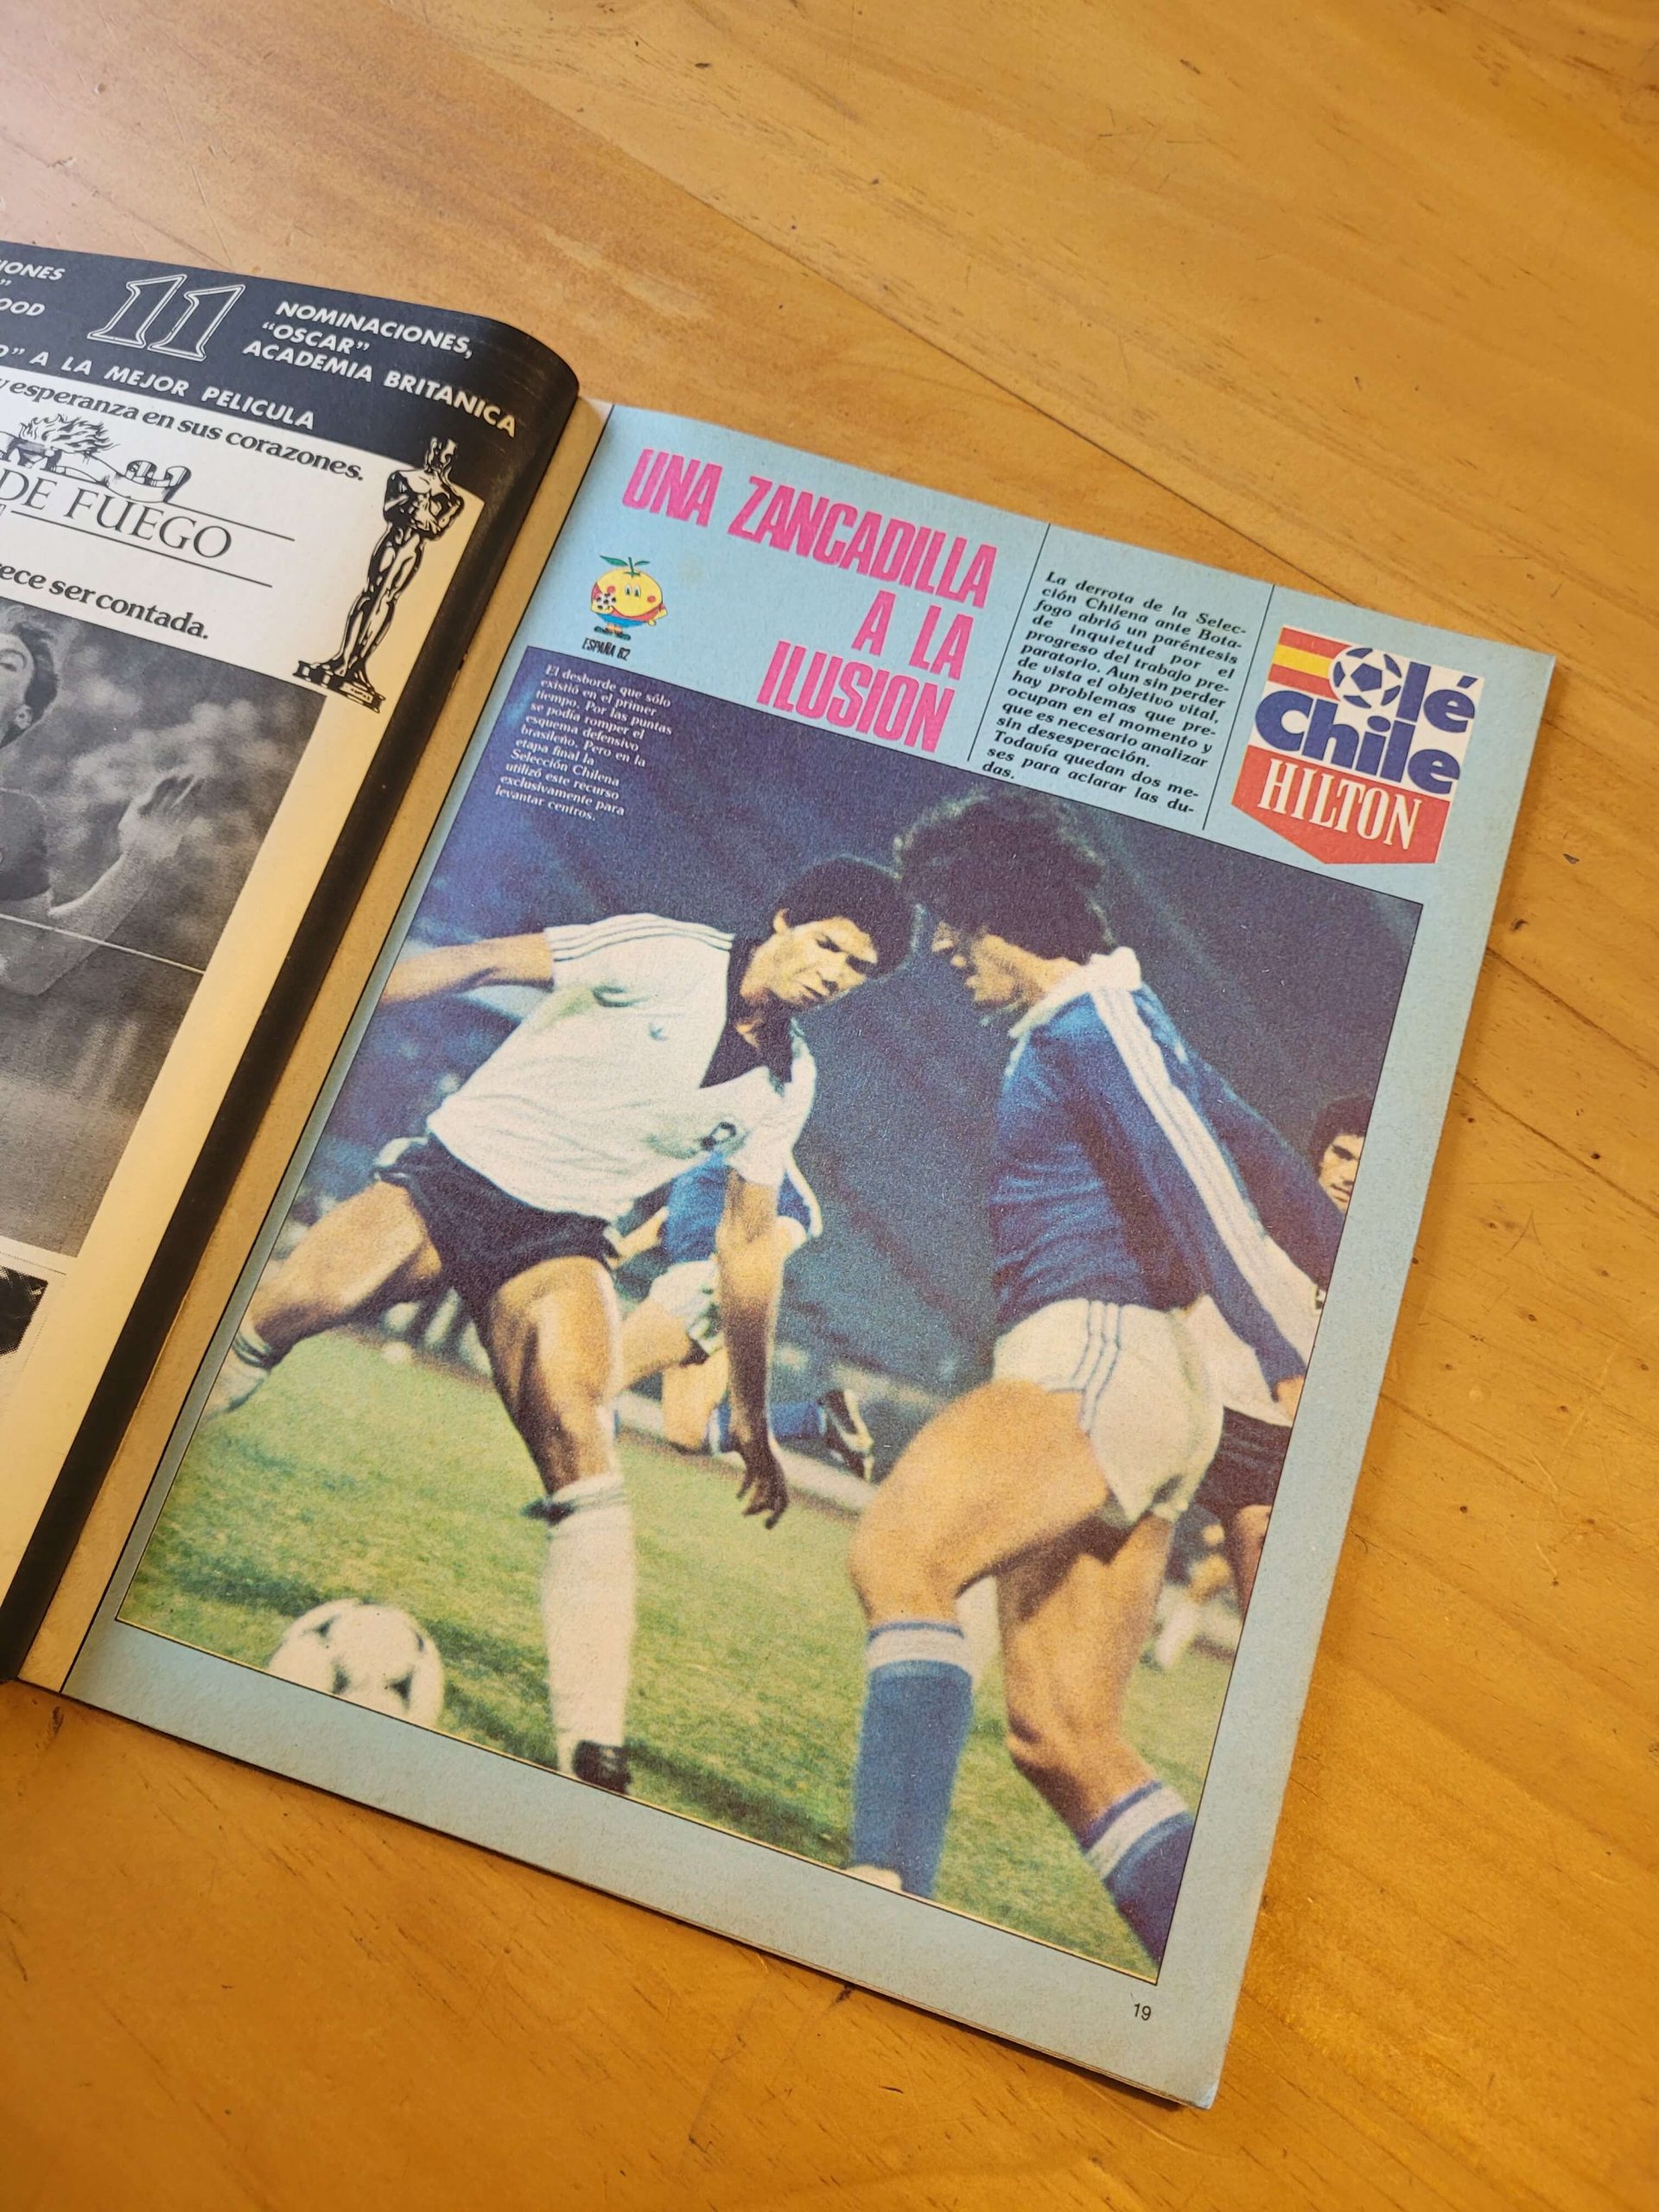 IONES
"
OOD
11
NOMINACIONES,
"OSCAR"
ACADEMIA BRITANICA
" A LA MEJOR PELICULA
esperanza en sus corazones.
DE FUEGO
ece ser contada.
UNA ZANCADILLA
A LA
ILUSION
ESPAÑA 82
La derrota de la Selec-
ción Chilena ante Bota-
fogo abrió un paréntesis
de inquietud por el
progreso del trabajo pre-
paratorio. Aun sin perder
de vista el objetivo vital,
hay problemas que pre-
ocupan en el momento y
que es necesario analizar
sin desesperación.
Todavía quedan dos me-
ses para aclarar las du-
das.
olé
Chile
HILTON
El desborde que sólo
existió en el primer
tiempo. Por las puntas
se podía romper el
esquema defensivo
brasileño. Pero en la
etapa final la
Selección Chilena
utilizó este recurso
exclusivamente para
levantar centros.
19